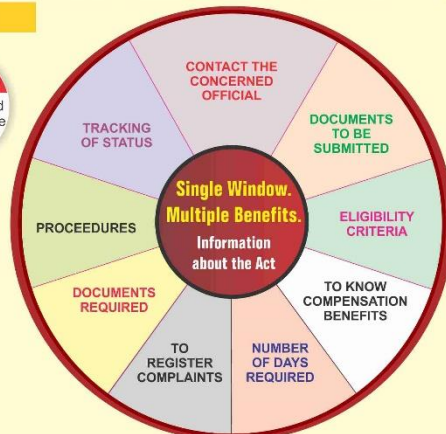 CONTACT THE
CONCERNED
OFFICIAL
DOCUMENTS
TO BE
SUBMITTED
ELIGIBILITY
CRITERIA
TO KNOW
COMPENSATION
BENEFITS
NUMBER
OF DAYS
REQUIRED
TO
REGISTER
COMPLAINTS
DOCUMENTS
REQUIRED
PROCEEDURES
TRACKING
OF STATUS
Single Window.
Multiple Benefits.
Information
about the Act